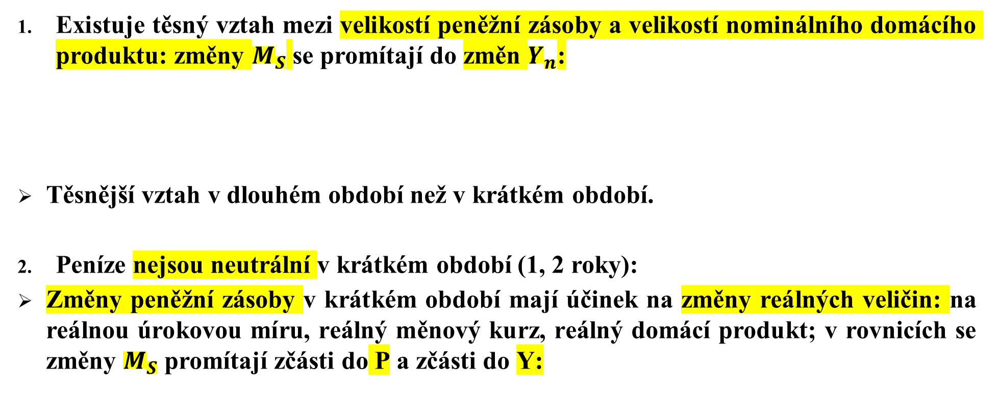 1. Existuje těsný vztah mezi velikostí peněžní zásoby a velikostí nominálního domácího
produktu: změny M_S se promítají do změn Y_n:
➢ Těsnější vztah v dlouhém období než v krátkém období.
2. Peníze nejsou neutrální v krátkém období (1, 2 roky):
➢ Změny peněžní zásoby v krátkém období mají účinek na změny reálných veličin: na
reálnou úrokovou míru, reálný měnový kurz, reálný domácí produkt; v rovnicích se
změny M_S promítají zčásti do P a zčásti do Y: